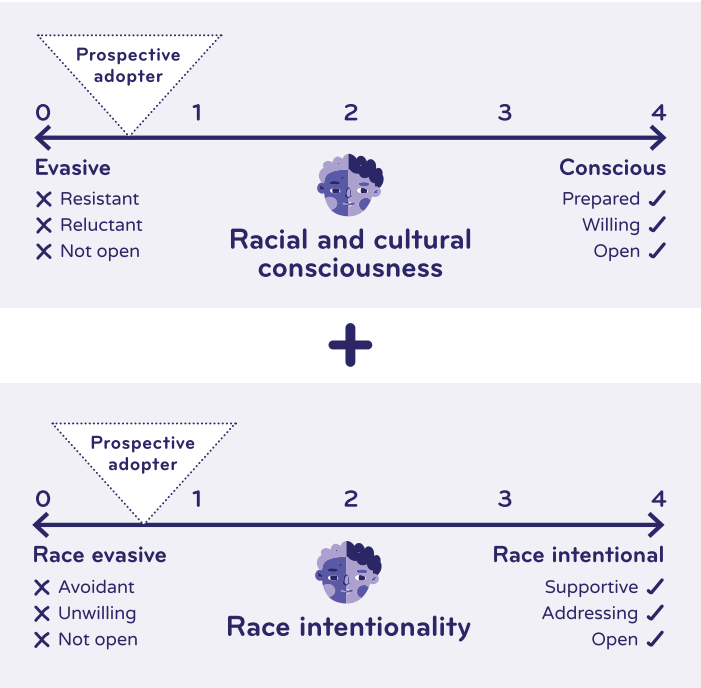 Prospective
adopter
0 1 2 3 4
Evasive
Resistant
Reluctant
Not open
Conscious
Prepared
Willing
Open
Racial and cultural
consciousness
+
Prospective
adopter
0 1 2 3 4
Race evasive
Avoidant
Unwilling
Not open
Race intentional
Supportive
Addressing
Open
Race intentionality